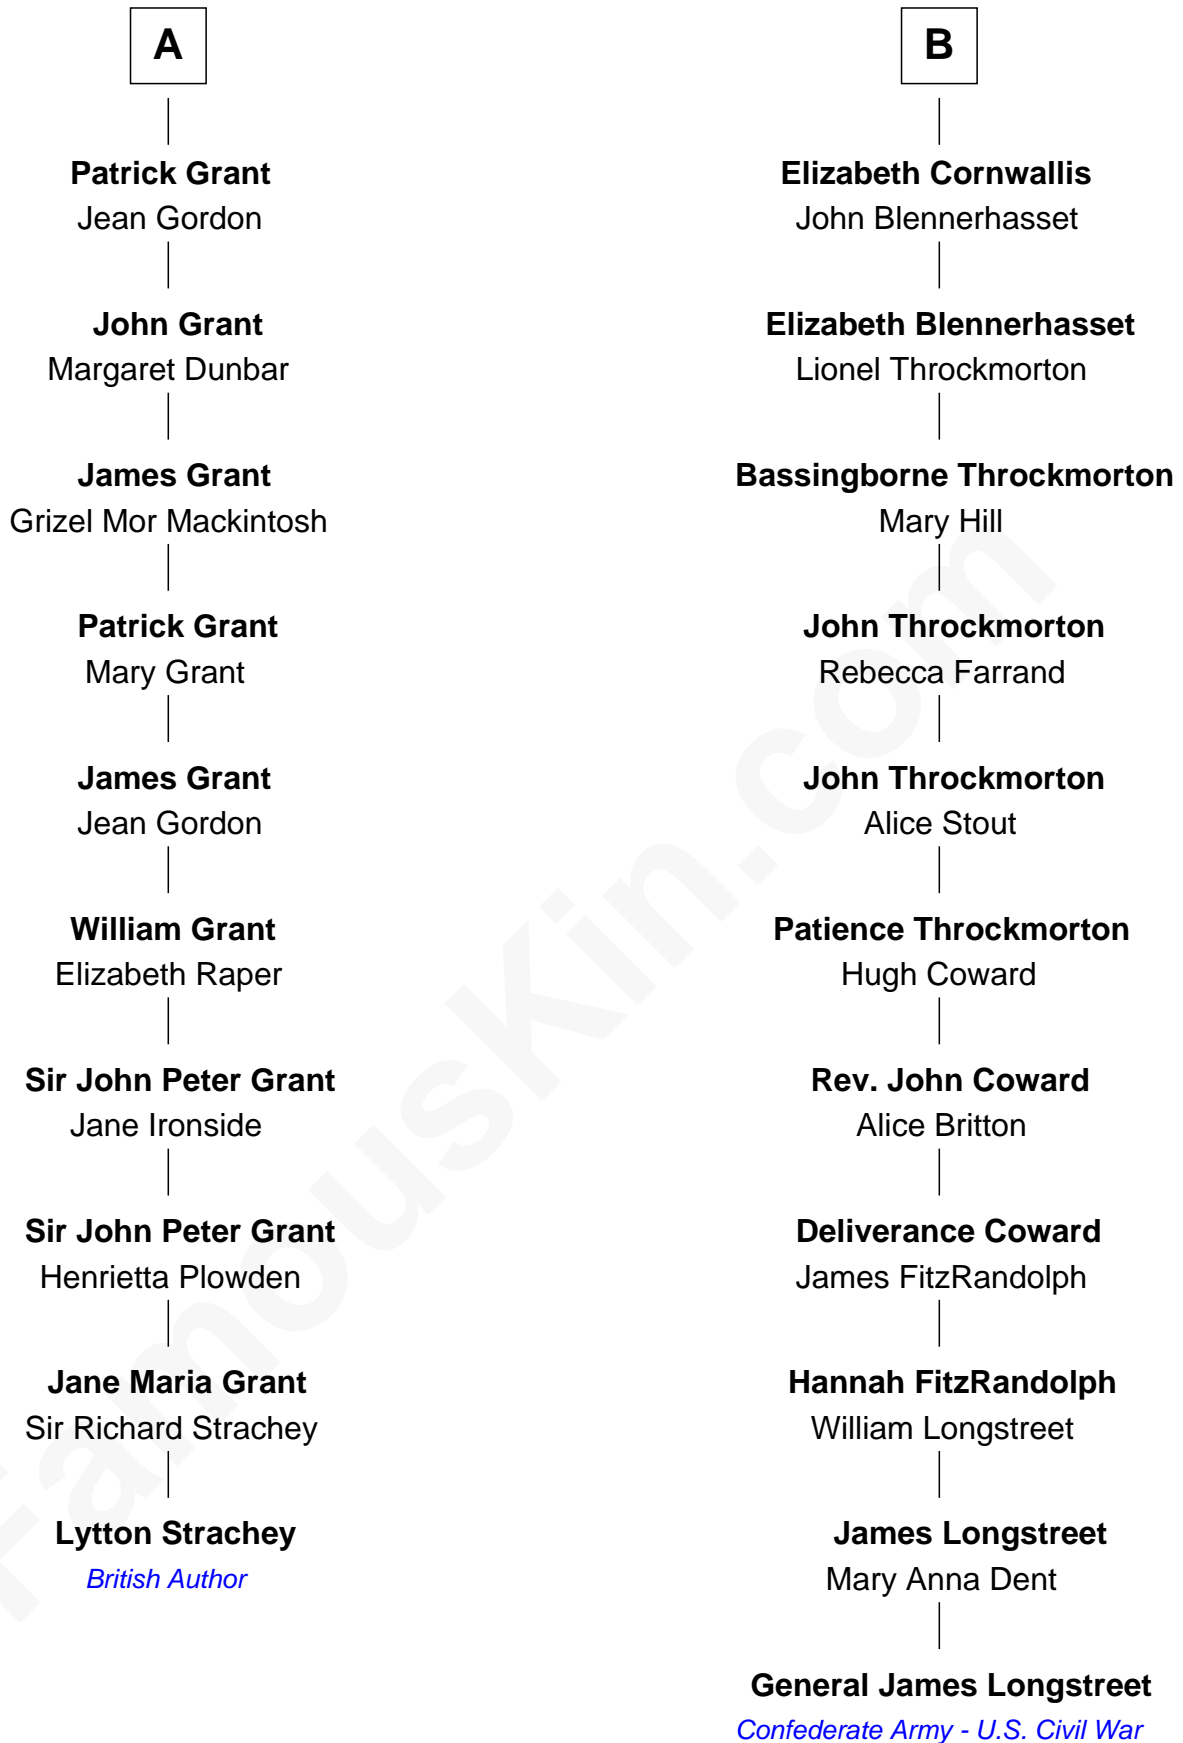 A
Patrick Grant
Jean Gordon
John Grant
Margaret Dunbar
James Grant
Grizel Mor Mackintosh
Patrick Grant
Mary Grant
James Grant
Jean Gordon
William Grant
Elizabeth Raper
Sir John Peter Grant
Jane Ironside
Sir John Peter Grant
Henrietta Plowden
Jane Maria Grant
Sir Richard Strachey
Lytton Strachey
British Author
B
Elizabeth Cornwallis
John Blennerhasset
Elizabeth Blennerhasset
Lionel Throckmorton
Bassingborne Throckmorton
Mary Hill
John Throckmorton
Rebecca Farrand
John Throckmorton
Alice Stout
Patience Throckmorton
Hugh Coward
Rev. John Coward
Alice Britton
Deliverance Coward
James FitzRandolph
Hannah FitzRandolph
William Longstreet
James Longstreet
Mary Anna Dent
General James Longstreet
Confederate Army - U.S. Civil War
FamousKin.com